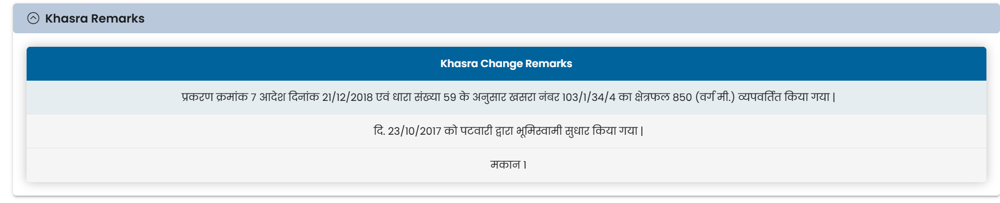 Khasra Remarks
Khasra Change Remarks
प्रकरण क्रमांक 7 आदेश दिनांक 21/12/2018 एवं धारा संख्या 59 के अनुसार खसरा नंबर 103/1/34/4 का क्षेत्रफल 850 (वर्ग मी.) व्यपवर्तित किया गया |
दि. 23/10/2017 को पटवारी द्वारा भूमिस्वामी सुधार किया गया |
मकान 1